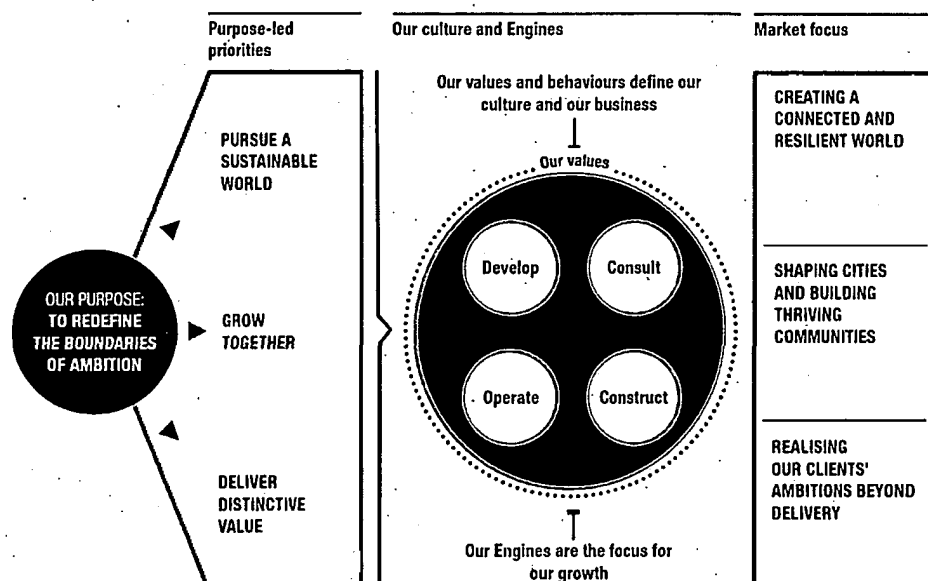 Purpose-led
priorities
Our culture and Engines
Market focus
OUR PURPOSE:
TO REDEFINE
THE BOUNDARIES
OF AMBITION
PURSUE A
SUSTAINABLE
WORLD
GROW
TOGETHER
DELIVER
DISTINCTIVE
VALUE
Our values and behaviours define our
culture and our business
Our values
Develop
Consult
Operate
Construct
Our Engines are the focus for
our growth
CREATING A
CONNECTED AND
RESILIENT WORLD
SHAPING CITIES
AND BUILDING
THRIVING
COMMUNITIES
REALISING
OUR CLIENTS'
AMBITIONS BEYOND
DELIVERY